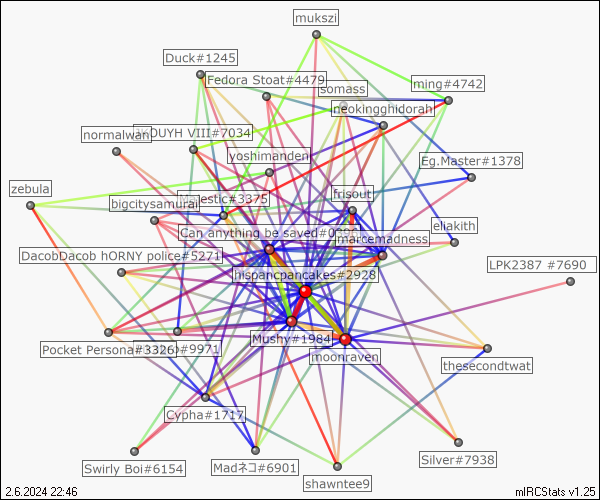 mukszi
Duck#1245
Fedora Stoat#4479
ming#4742
somass
neokingghidorah
normalwan
OUYH VIII#7034
yoshimanden
Eg.Master#1378
zebula
bigcitysamurai
Majestic#3375
frisout
eliakith
Can anything be saved#0396
marcemadness
DacobDacob hORNY police#5271
hispancpancakes#2928
LPK2387 #7690
Pocket Persona#3326
#9971
Mushy#1984
moonraven
thesecondtwat
Cypha#1717
Swirly Boi#6154
Madネコ#6901
shawntee9
Silver#7938
2.6.2024 22:46
mIRCStats v1.25